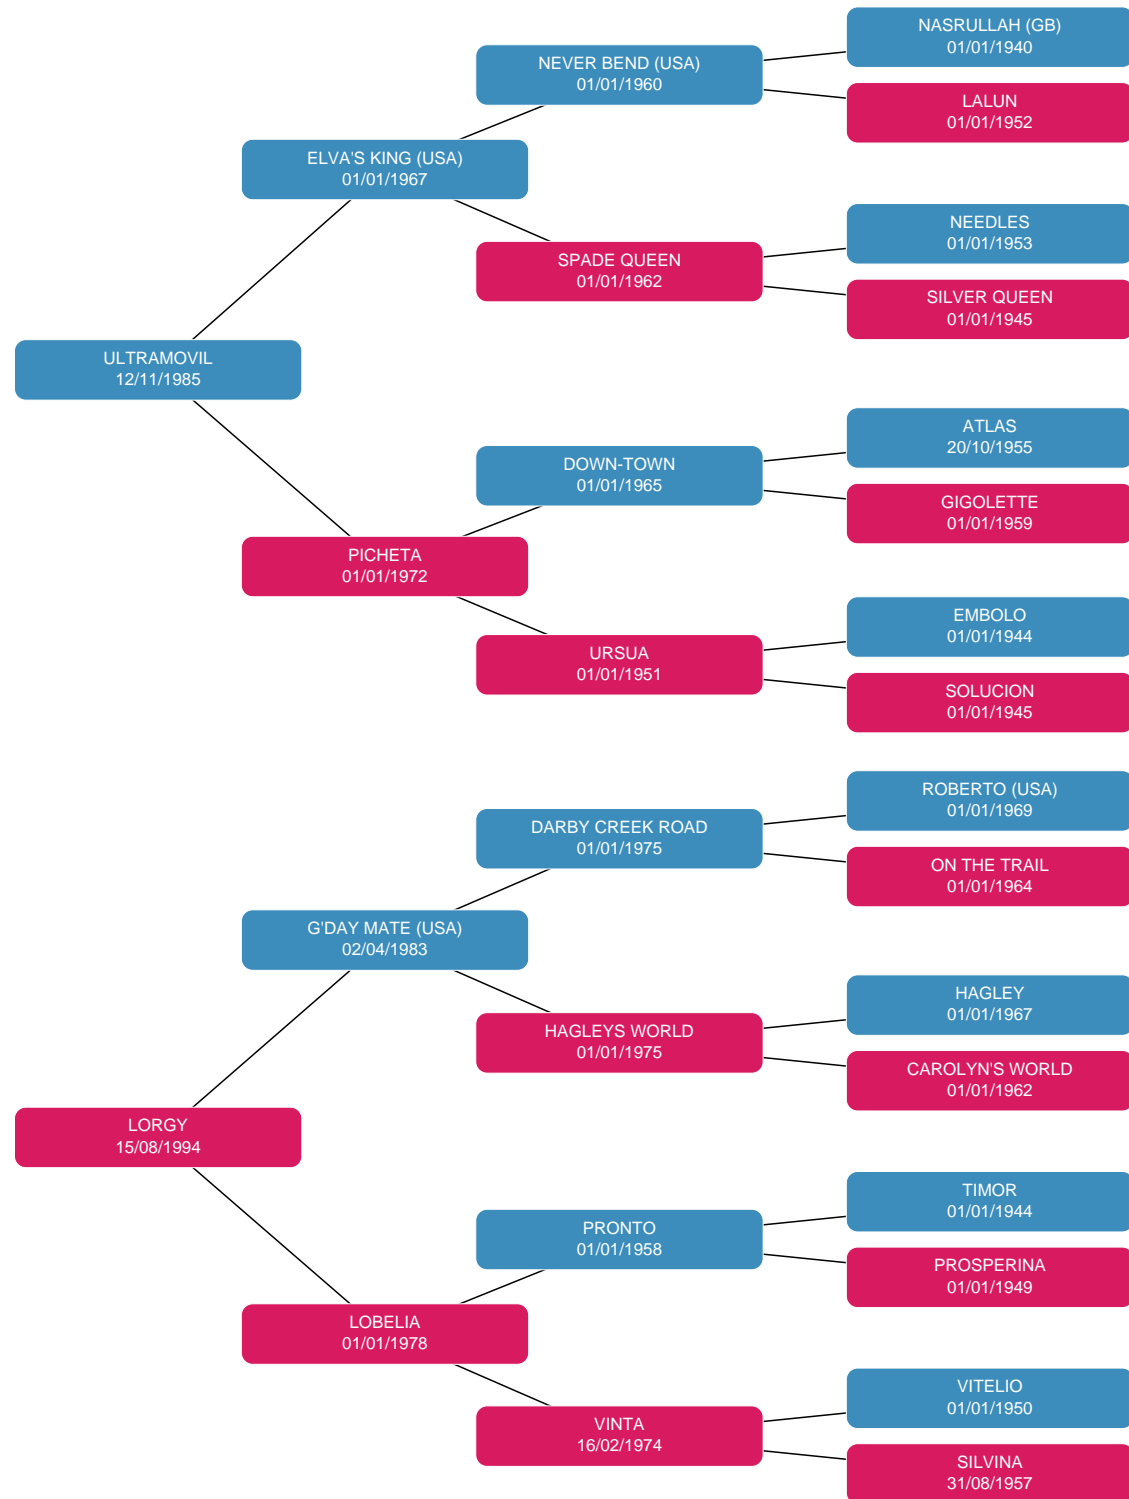 NASRULLAH (GB)
01/01/1940
NEVER BEND (USA)
01/01/1960
LALUN
01/01/1952
ELVA'S KING (USA)
01/01/1967
NEEDLES
01/01/1953
SPADE QUEEN
01/01/1962
SILVER QUEEN
01/01/1945
ULTRAMOVIL
12/11/1985
ATLAS
20/10/1955
DOWN-TOWN
01/01/1965
GIGOLETTE
01/01/1959
PICHETA
01/01/1972
EMBOLO
01/01/1944
URSUA
01/01/1951
SOLUCION
01/01/1945
ROBERTO (USA)
01/01/1969
DARBY CREEK ROAD
01/01/1975
ON THE TRAIL
01/01/1964
G'DAY MATE (USA)
02/04/1983
HAGLEY
01/01/1967
HAGLEYS WORLD
01/01/1975
CAROLYN'S WORLD
01/01/1962
LORGY
15/08/1994
TIMOR
01/01/1944
PRONTO
01/01/1958
PROSPERINA
01/01/1949
LOBELIA
01/01/1978
VITELIO
01/01/1950
VINTA
16/02/1974
SILVINA
31/08/1957